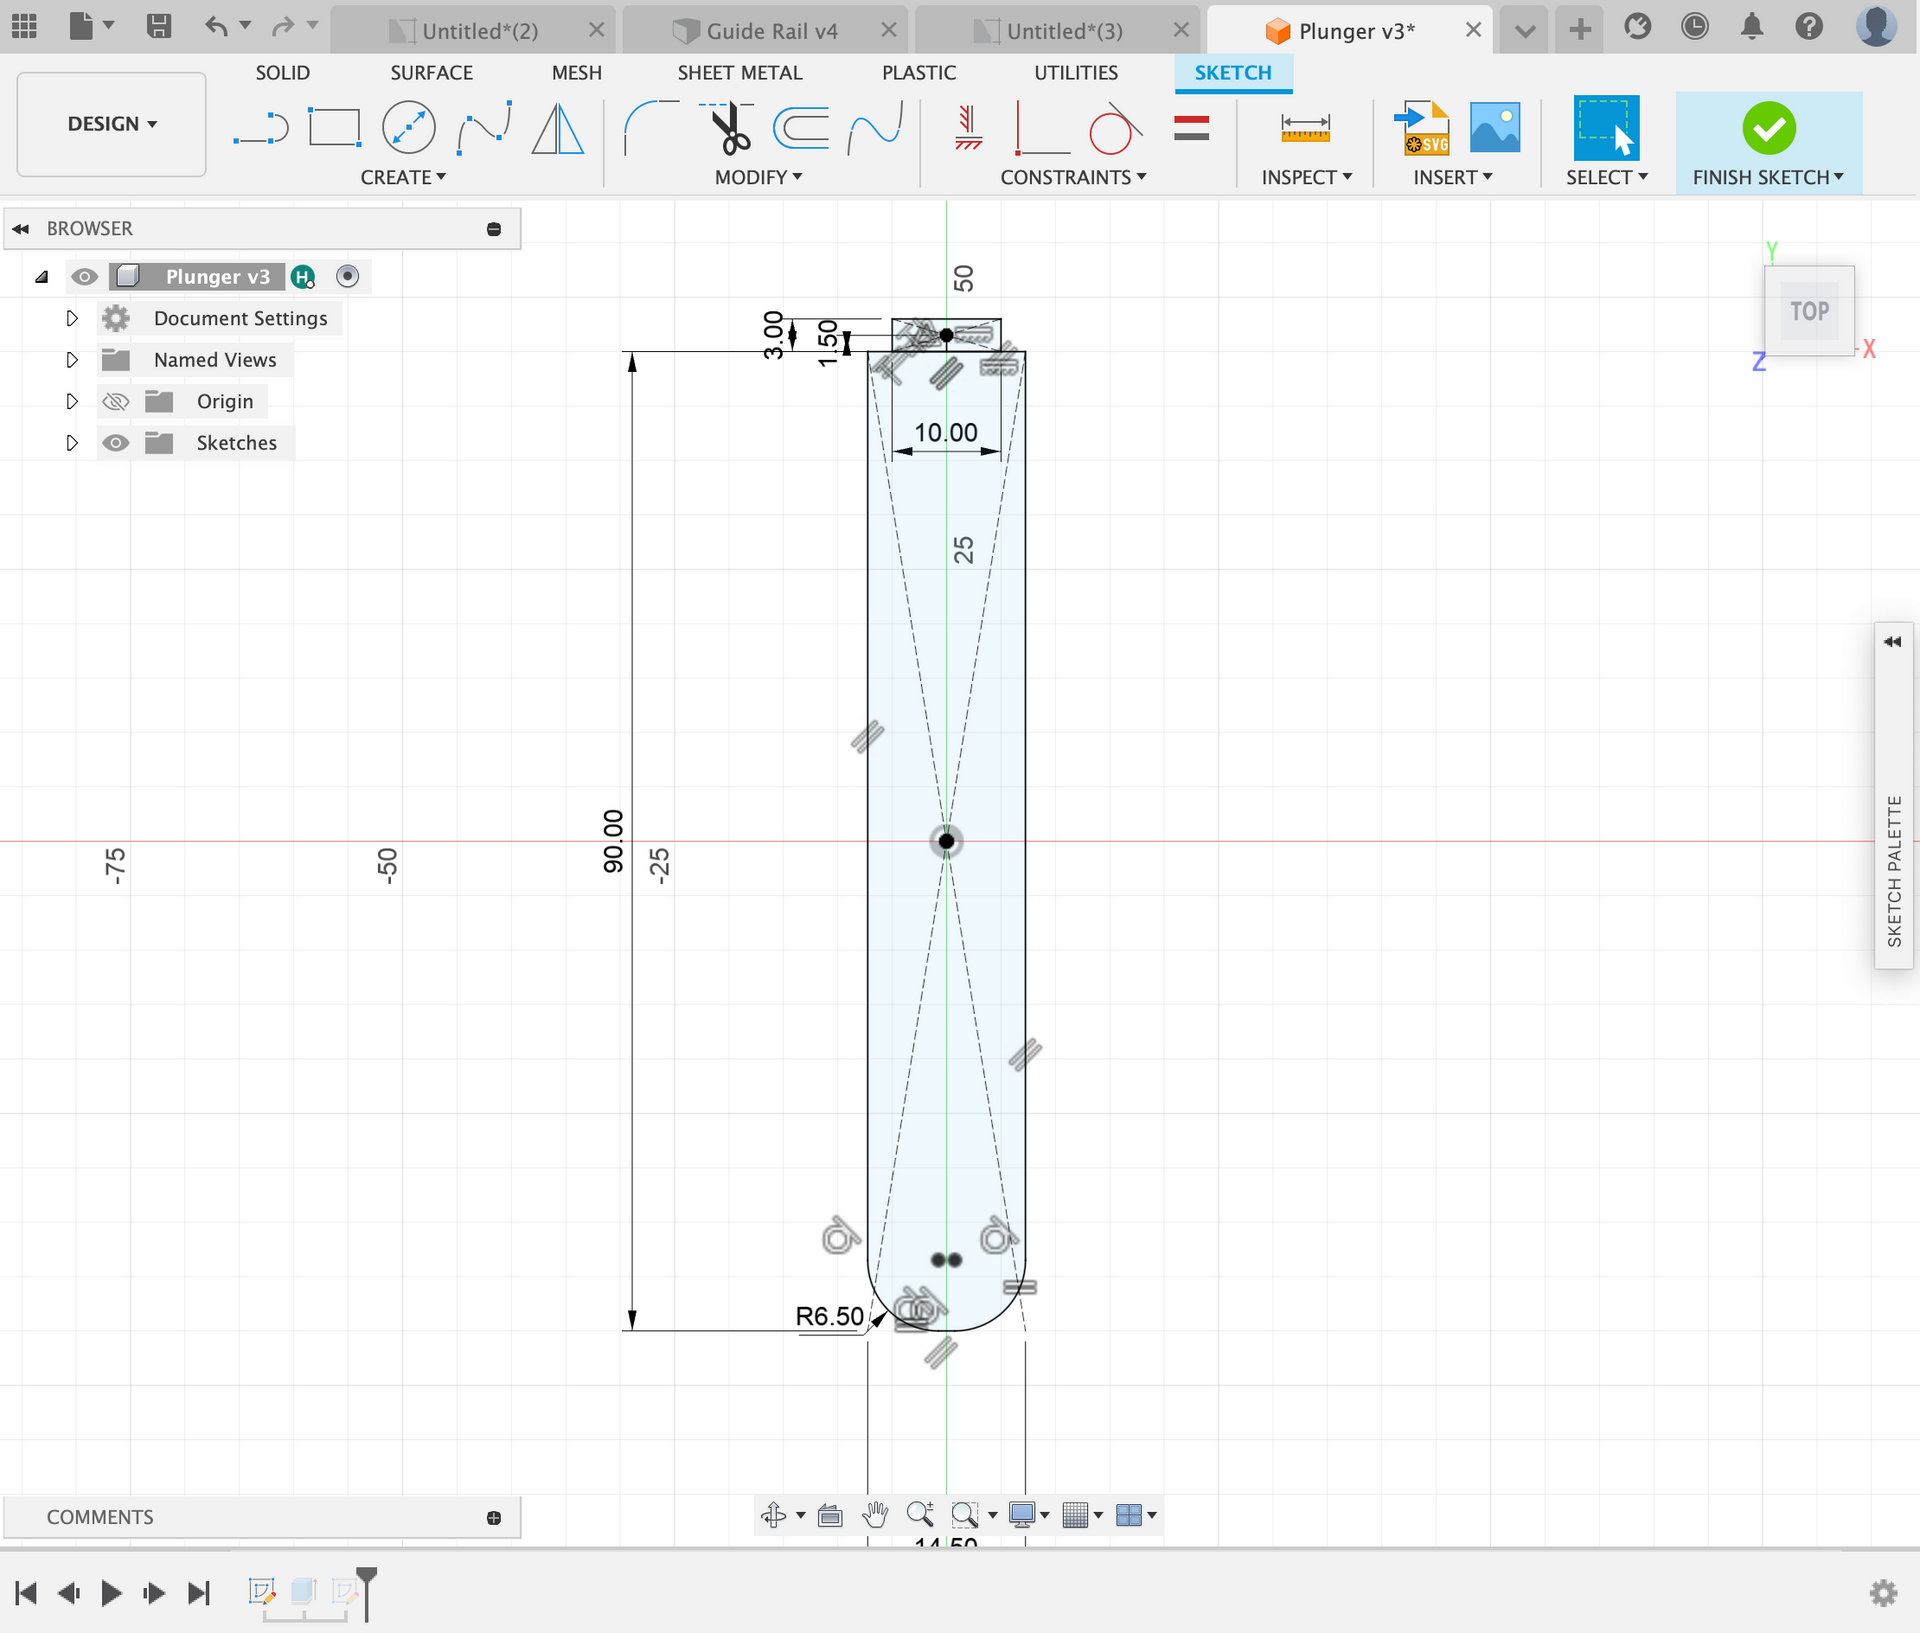 Untitled*(2)
Guide Rail v4
Untitled*(3)
Plunger v3*
DESIGN
SOLID
SURFACE
MESH
SHEET METAL
PLASTIC
UTILITIES
SKETCH
CREATE
MODIFY
CONSTRAINTS
INSPECT
SVG
INSERT
SELECT
FINISH SKETCH
BROWSER
Plunger v3
H
Document Settings
Named Views
Origin
Sketches
Y
TOP
X
Z
50
3.00
1.50
10.00
25
90.00
-75
-50
-25
SKETCH PALETTE
R6.50
14.50
COMMENTS